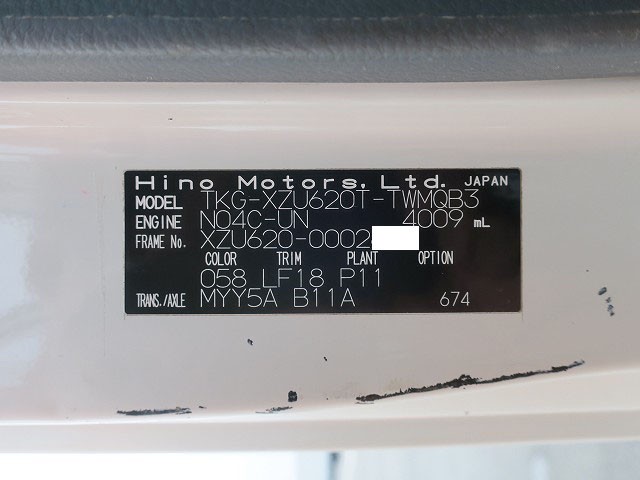 Hino Motors, Ltd. JAPAN
MODEL TKG-XZU620T-TWMQB3
ENGINE N04C-UN 4009 mL
FRAME No. XZU620-0002
COLOR TRIM PLANT OPTION
058 LF18 P11
TRANS./AXLE MYY5A B11A 674